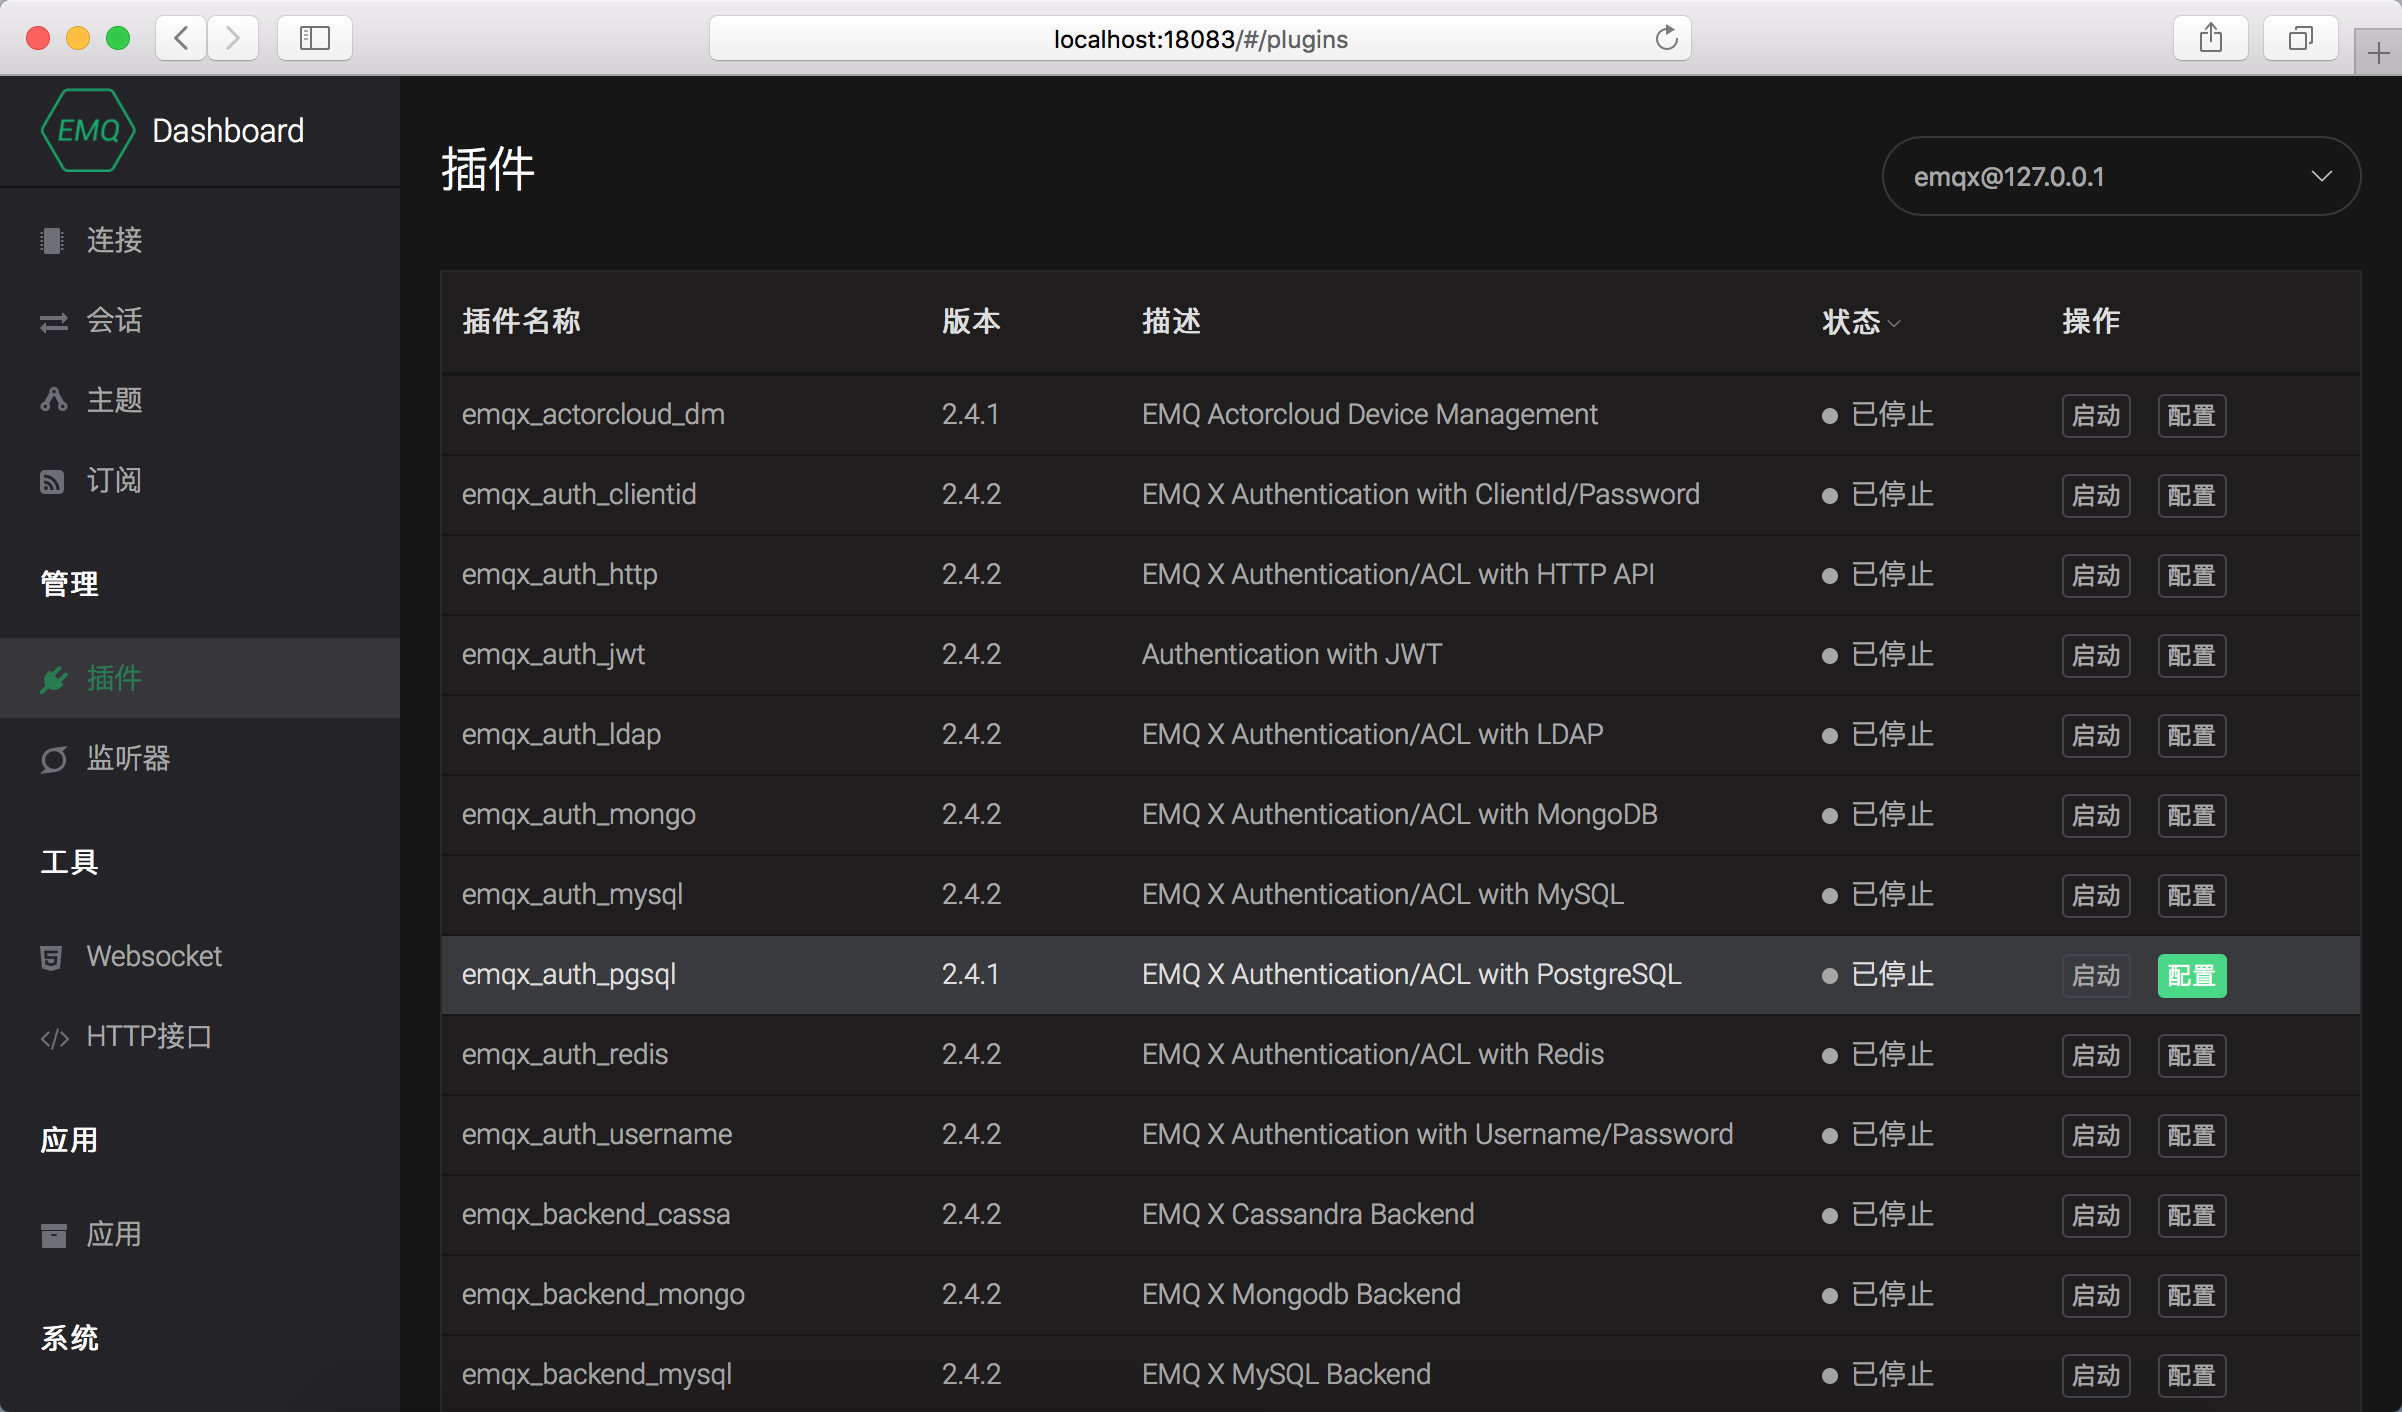 localhost:18083/#/plugins
EMQ Dashboard
连接
会话
主题
订阅
管理
插件
监听器
工具
Websocket
HTTP接口
应用
应用
系统
插件
emqx@127.0.0.1
插件名称 版本 描述 状态 操作
emqx_actorcloud_dm 2.4.1 EMQ Actorcloud Device Management 已停止 启动 配置
emqx_auth_clientid 2.4.2 EMQ X Authentication with ClientId/Password 已停止 启动 配置
emqx_auth_http 2.4.2 EMQ X Authentication/ACL with HTTP API 已停止 启动 配置
emqx_auth_jwt 2.4.2 Authentication with JWT 已停止 启动 配置
emqx_auth_ldap 2.4.2 EMQ X Authentication/ACL with LDAP 已停止 启动 配置
emqx_auth_mongo 2.4.2 EMQ X Authentication/ACL with MongoDB 已停止 启动 配置
emqx_auth_mysql 2.4.2 EMQ X Authentication/ACL with MySQL 已停止 启动 配置
emqx_auth_pgsql 2.4.1 EMQ X Authentication/ACL with PostgreSQL 已停止 启动 配置
emqx_auth_redis 2.4.2 EMQ X Authentication/ACL with Redis 已停止 启动 配置
emqx_auth_username 2.4.2 EMQ X Authentication with Username/Password 已停止 启动 配置
emqx_backend_cassa 2.4.2 EMQ X Cassandra Backend 已停止 启动 配置
emqx_backend_mongo 2.4.2 EMQ X Mongodb Backend 已停止 启动 配置
emqx_backend_mysql 2.4.2 EMQ X MySQL Backend 已停止 启动 配置